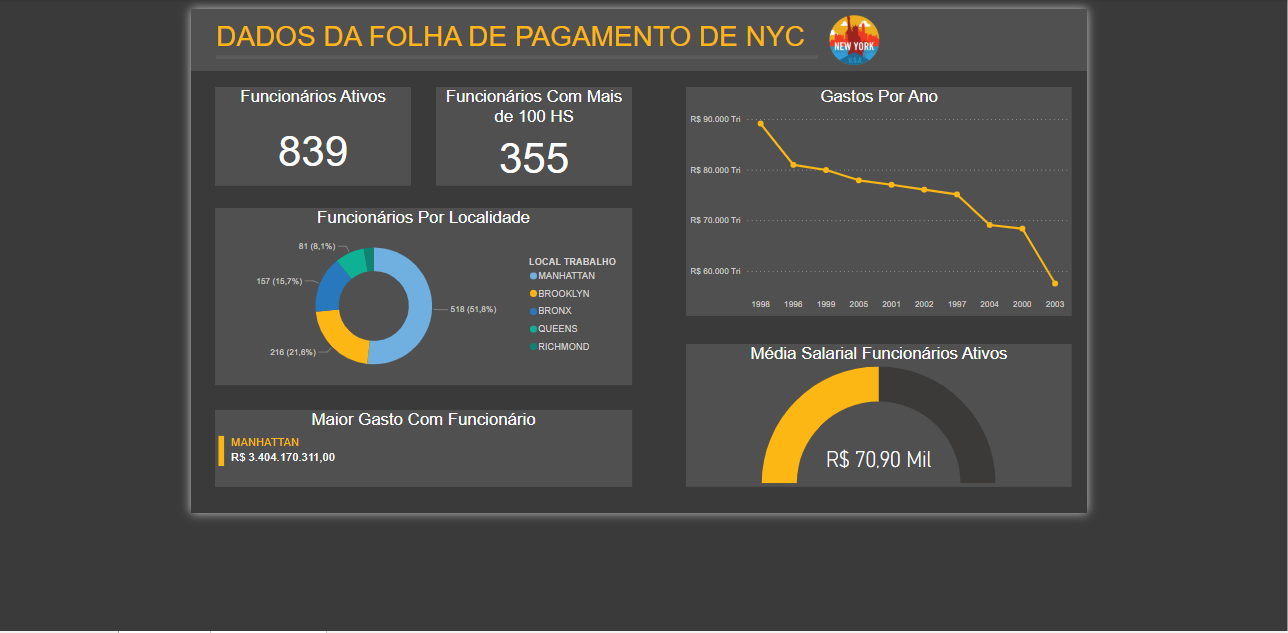 DADOS DA FOLHA DE PAGAMENTO DE NYC
NEW YORK
USA
Funcionários Ativos
839
Funcionários Com Mais
de 100 HS
355
Funcionários Por Localidade
81 (8,1%)
157 (15,7%)
216 (21,6%)
518 (51,8%)
LOCAL TRABALHO
MANHATTAN
BROOKLYN
BRONX
QUEENS
RICHMOND
Maior Gasto Com Funcionário
MANHATTAN
R$ 3.404.170.311,00
Gastos Por Ano
R$ 90.000 Tri
R$ 80.000 Tri
R$ 70.000 Tri
R$ 60.000 Tri
1998 1996 1999 2005 2001 2002 1997 2004 2000 2003
Média Salarial Funcionários Ativos
R$ 70,90 Mil